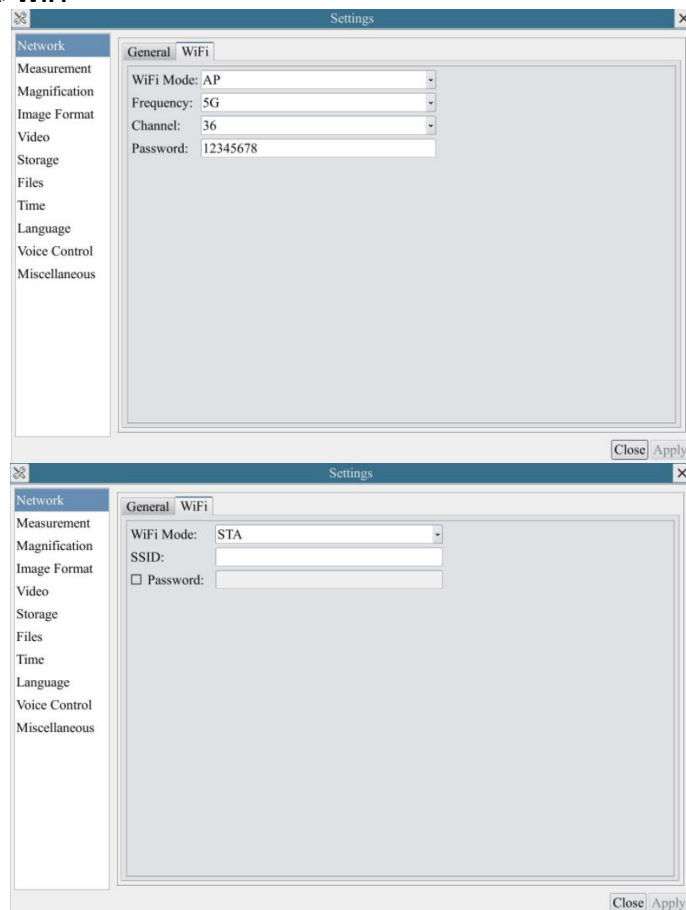 WiFi
Settings
Network
Measurement
Magnification
Image Format
Video
Storage
Files
Time
Language
Voice Control
Miscellaneous
General WiFi
WiFi Mode: AP
Frequency: 5G
Channel: 36
Password: 12345678
Close Apply
Settings
Network
Measurement
Magnification
Image Format
Video
Storage
Files
Time
Language
Voice Control
Miscellaneous
General WiFi
WiFi Mode: STA
SSID:
Password:
Close Apply